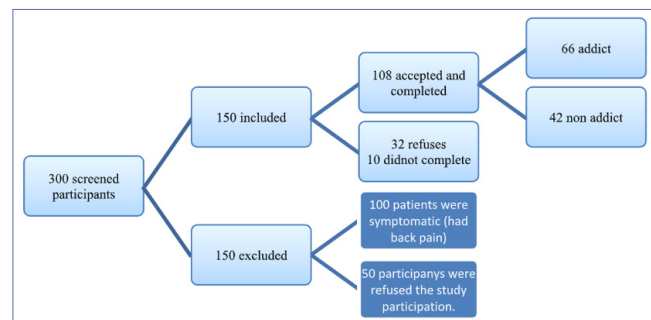 300 screened
participants
150 included
108 accepted and
completed
66 addict
42 non addict
32 refuses
10 didnot complete
150 excluded
100 patients were
symptomatic (had
back pain)
50 participanys were
refused the study
participation.